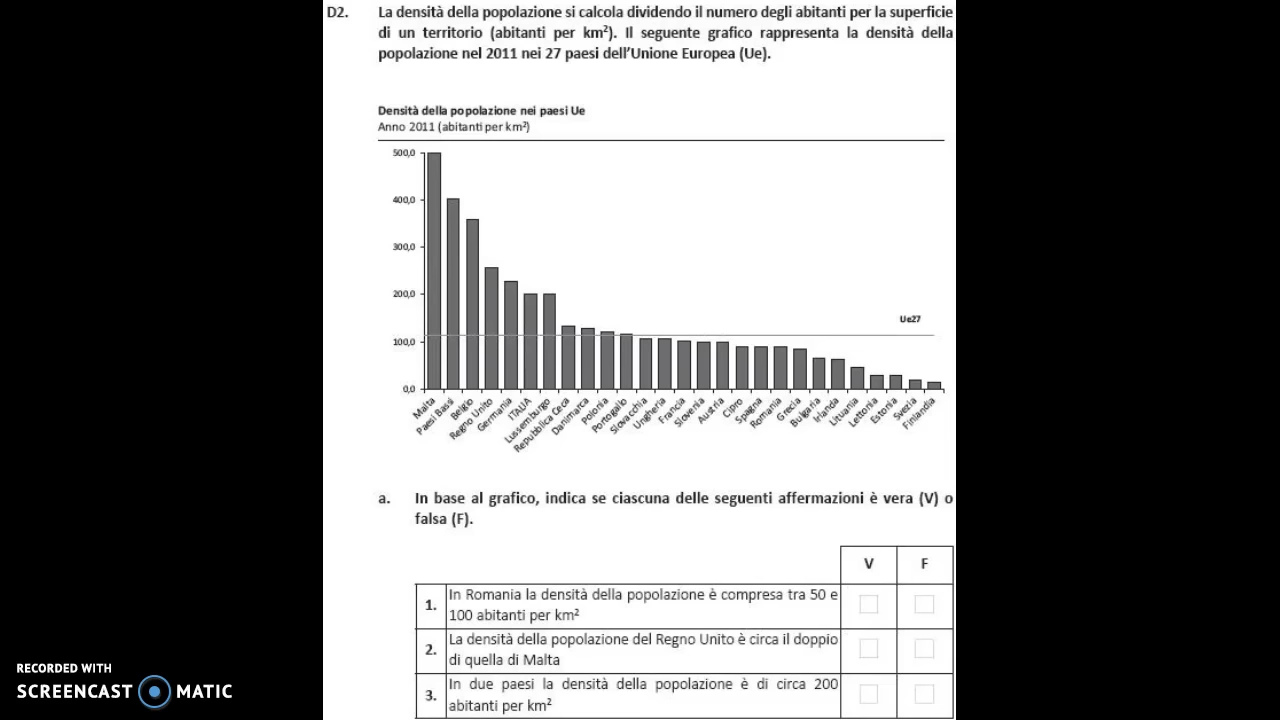 D2. La densità della popolazione si calcola dividendo il numero degli abitanti per la superficie
di un territorio (abitanti per km²). Il seguente grafico rappresenta la densità della
popolazione nel 2011 nei 27 paesi dell'Unione Europea (Ue).
Densità della popolazione nei paesi Ue
Anno 2011 (abitanti per km²)
500,0
400,0
300,0
200,0
100,0
0,0
Ue27
Malta
Paesi Bassi
Belgio
Regno Unito
Germania
ITALIA
Lussemburgo
Repubblica Ceca
Danimarca
Polonia
Portogallo
Slovacchia
Ungheria
Francia
Slovenia
Austria
Cipro
Spagna
Romania
Grecia
Bulgaria
Irlanda
Lituania
Lettonia
Estonia
Svezia
Finlandia
a. In base al grafico, indica se ciascuna delle seguenti affermazioni è vera (V) o
falsa (F).
V F
1. In Romania la densità della popolazione è compresa tra 50 e
100 abitanti per km²
2. La densità della popolazione del Regno Unito è circa il doppio
di quella di Malta
3. In due paesi la densità della popolazione è di circa 200
abitanti per km²
RECORDED WITH
SCREENCAST MATIC